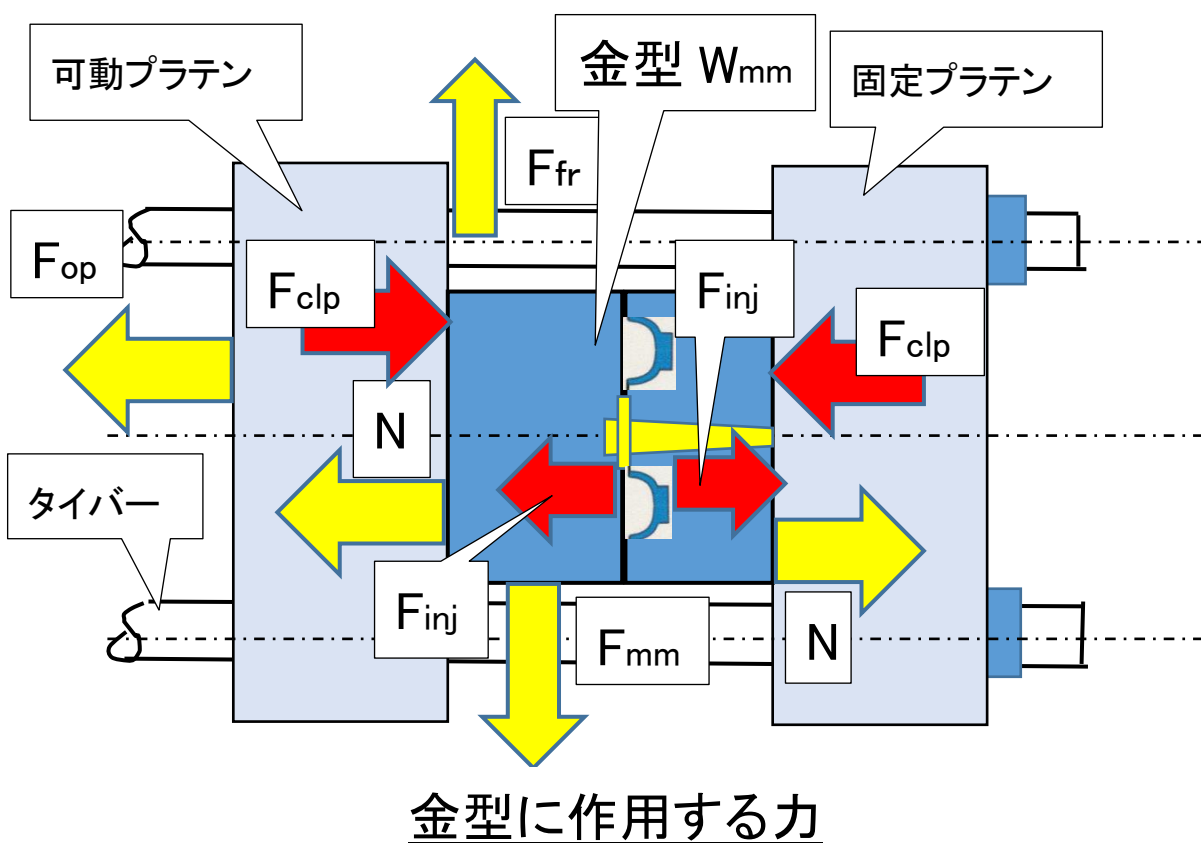 可動プラテン
金型 Wmm
固定プラテン
Ffr
Fop
Fclp
Finj
Fclp
N
タイバー
Finj
Fmm
N
金型に作用する力